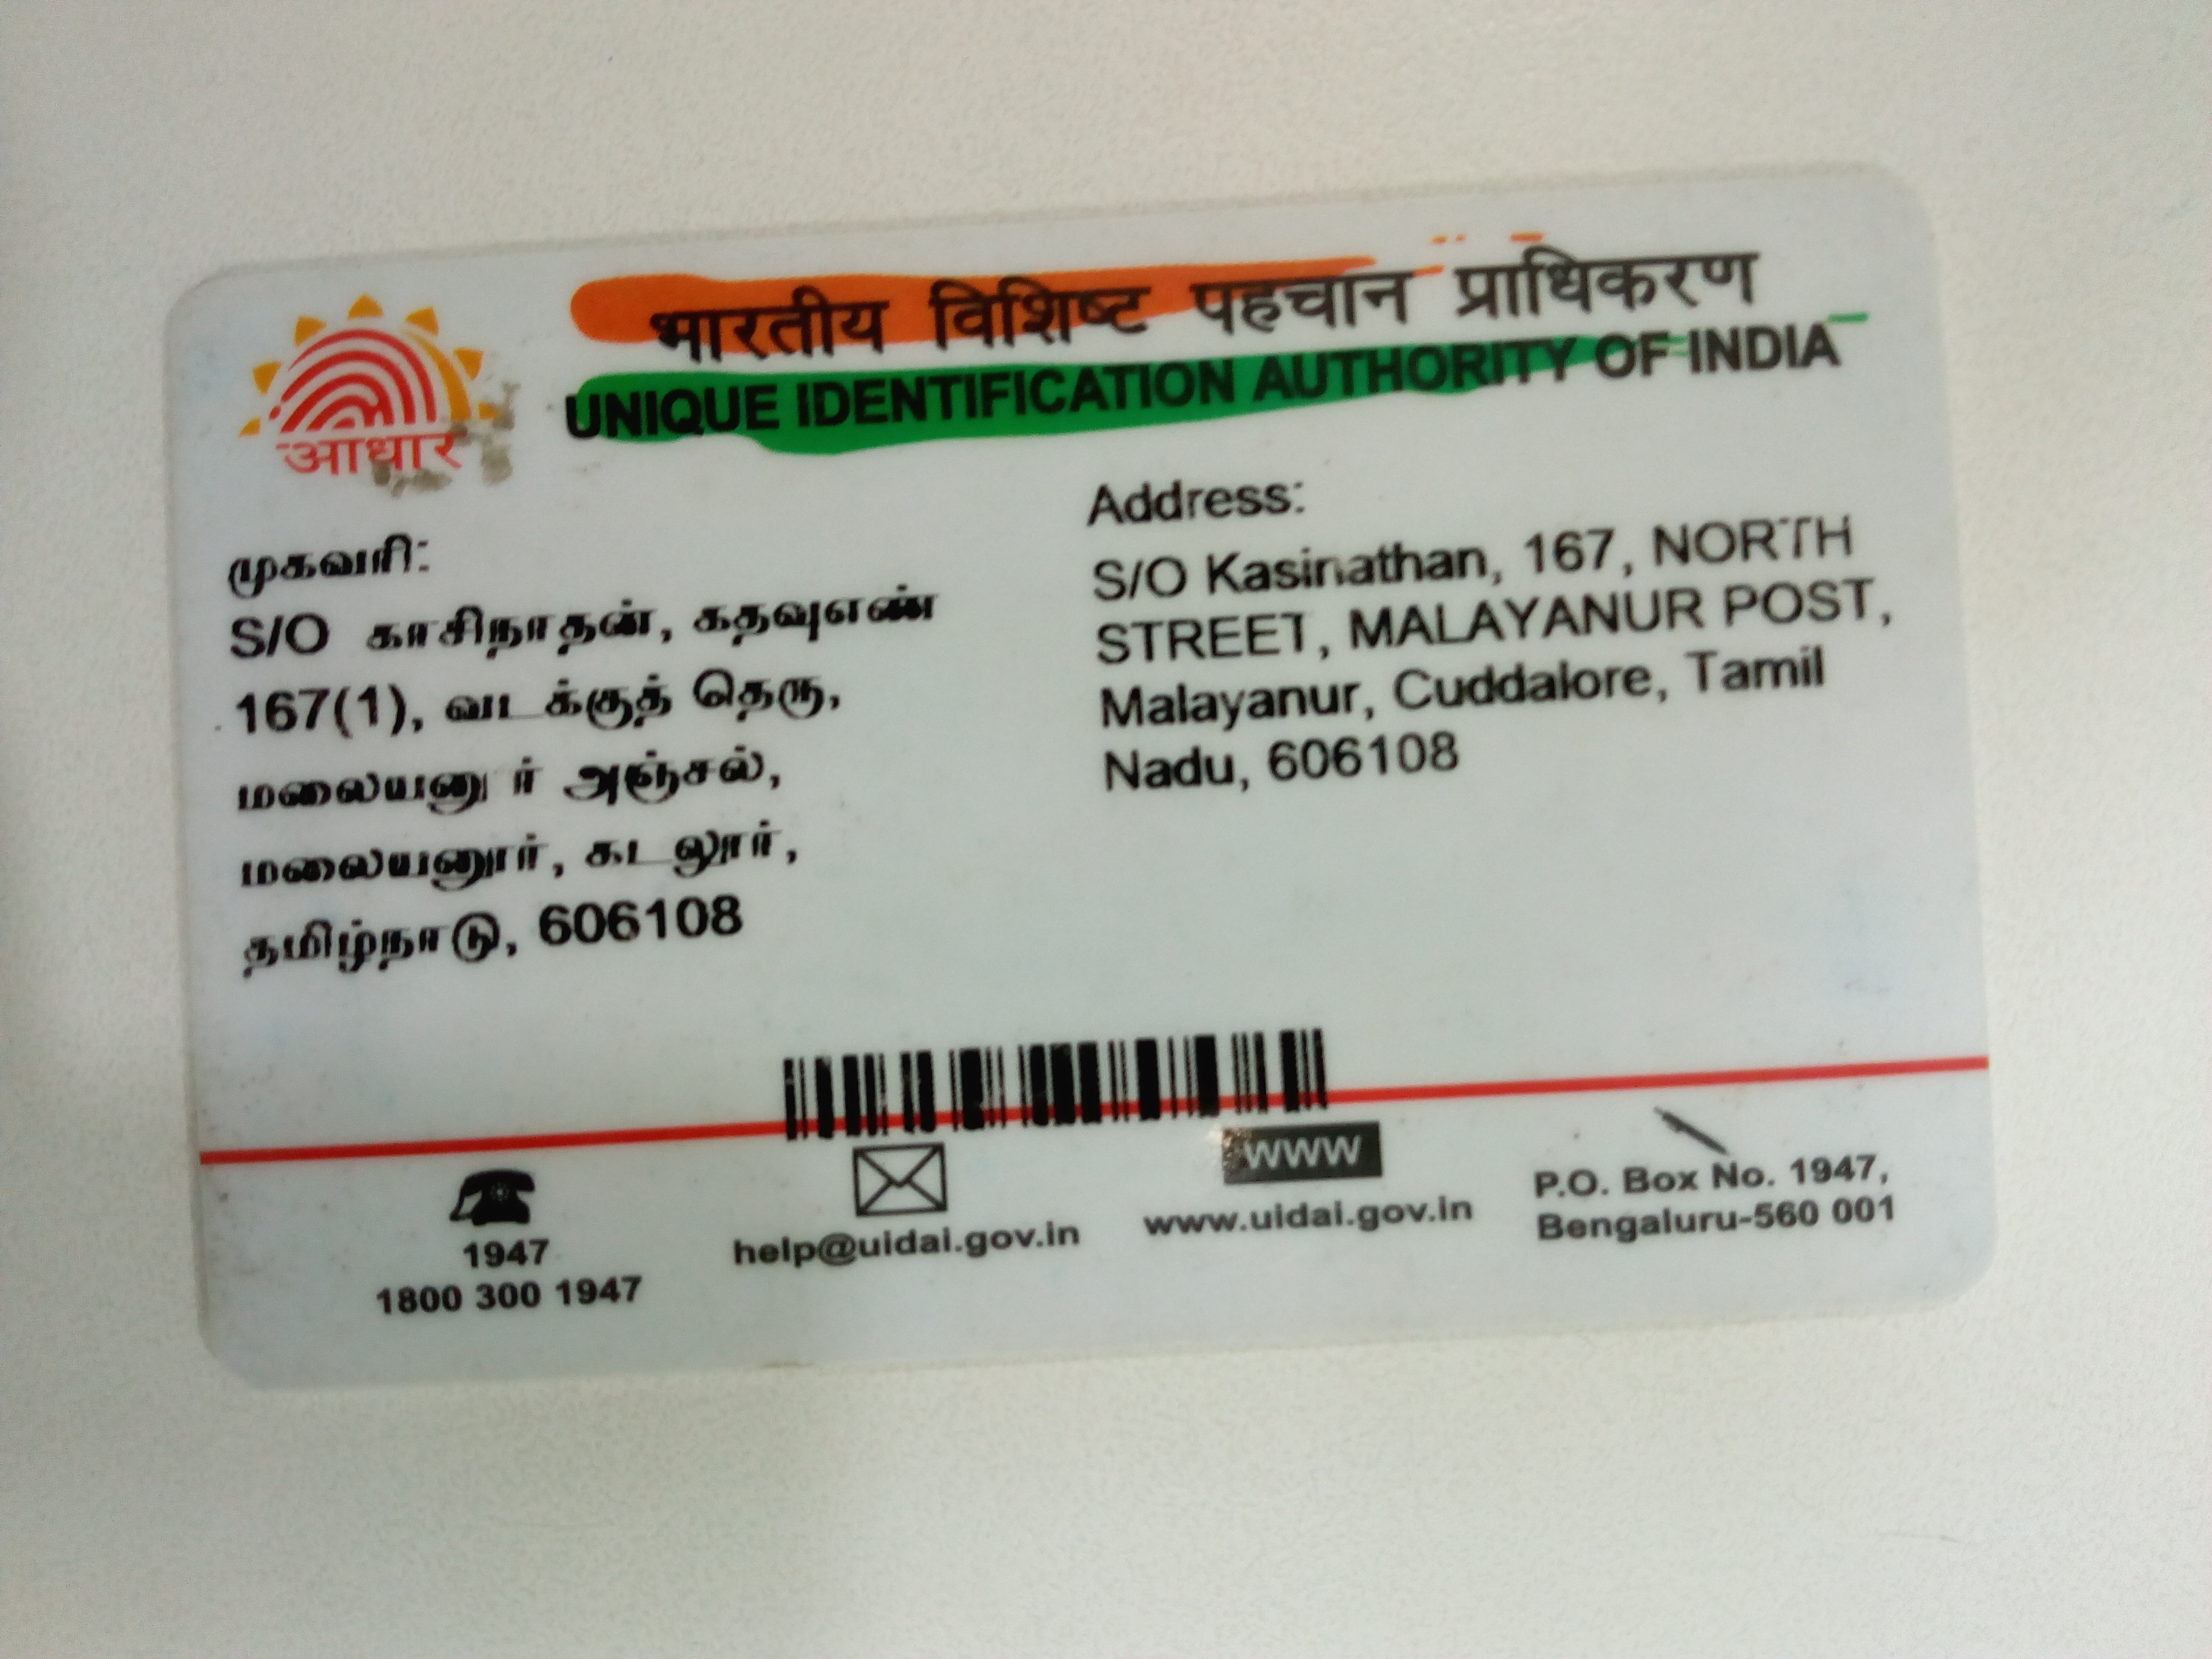 भारतीय विशिष्ट पहचान प्राधिकरण
UNIQUE IDENTIFICATION AUTHORITY OF INDIA
आधार
முகவரி:
S/O காசிநாதன், கதவுஎண்
167(1), வடக்குத் தெரு,
மலையனு ர் அஞ்சல்,
மலையனூர், கடலூர்,
தமிழ்நாடு, 606108
Address:
S/O Kasinathan, 167, NORTH
STREET, MALAYANUR POST,
Malayanur, Cuddalore, Tamil
Nadu, 606108
1947
1800 300 1947
help@uidai.gov.in
WWW
www.uidai.gov.in
P.O. Box No. 1947,
Bengaluru-560 001